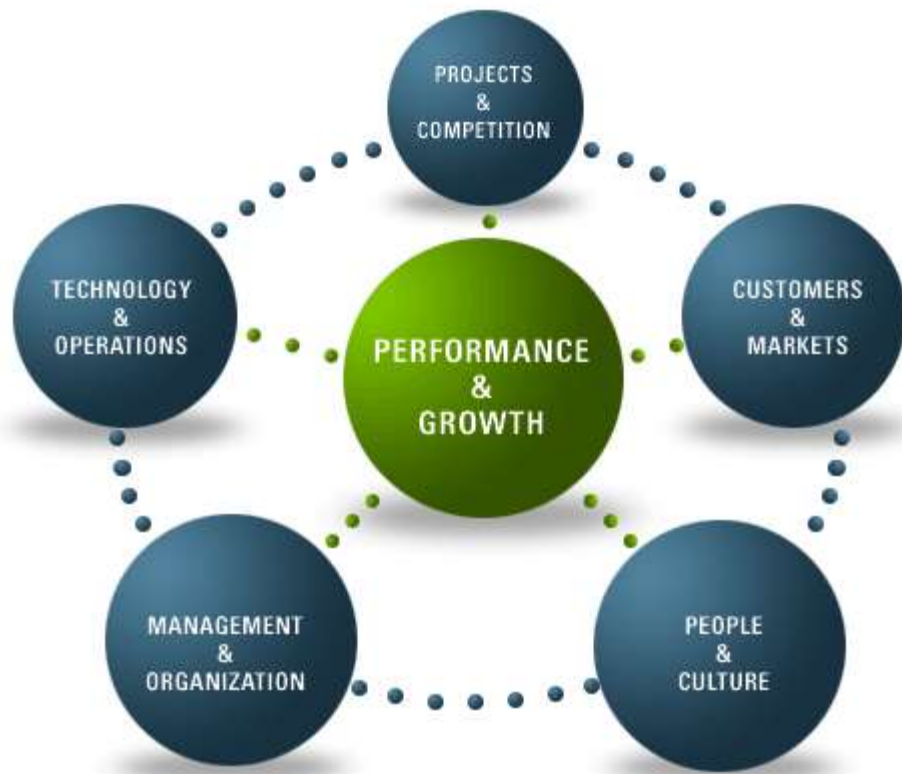 PROJECTS
&
COMPETITION
TECHNOLOGY
&
OPERATIONS
CUSTOMERS
&
MARKETS
PERFORMANCE
&
GROWTH
MANAGEMENT
&
ORGANIZATION
PEOPLE
&
CULTURE